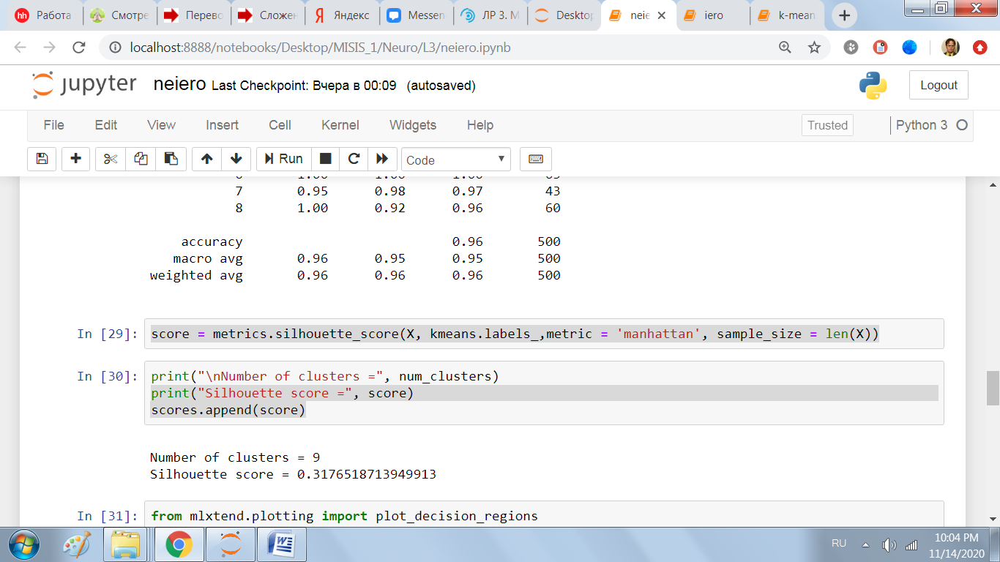 Работа
Смотре
Перево
Сложен
Яндекс
Messen
ЛР 3. М
Desktop
neie
iero
k-mean
localhost:8888/notebooks/Desktop/MISIS_1/Neuro/L3/neiero.ipynb
jupyter neiero Last Checkpoint: Вчера в 00:09 (autosaved)
Logout
File Edit View Insert Cell Kernel Widgets Help
Trusted
Python 3
Run
Code
7 0.95 0.98 0.97 43
8 1.00 0.92 0.96 60
accuracy 0.96 500
macro avg 0.96 0.95 0.95 500
weighted avg 0.96 0.96 0.96 500
In [29]: score = metrics.silhouette_score(X, kmeans.labels_,metric = 'manhattan', sample_size = len(X))
In [30]: print("\nNumber of clusters =", num_clusters)
print("Silhouette score =", score)
scores.append(score)
Number of clusters = 9
Silhouette score = 0.3176518713949913
In [31]: from mlxtend.plotting import plot_decision_regions
RU
10:04 PM
11/14/2020